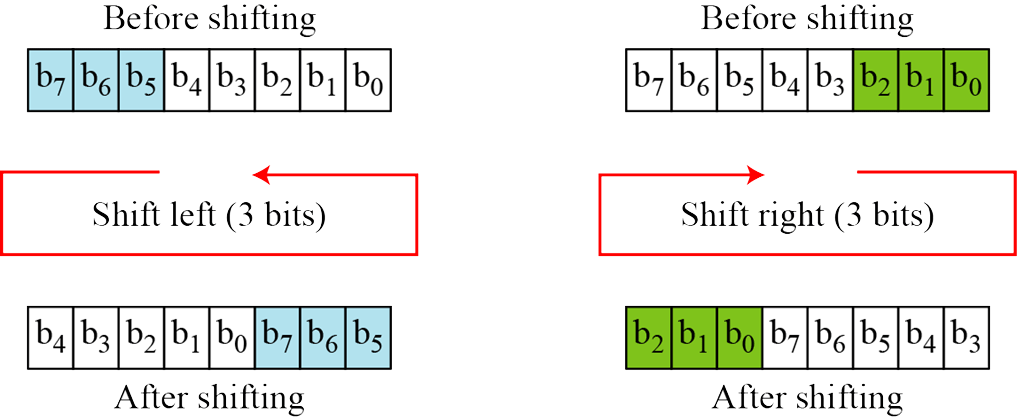 Before shifting
b7 b6 b5 b4 b3 b2 b1 b0
Shift left (3 bits)
b4 b3 b2 b1 b0 b7 b6 b5
After shifting
Before shifting
b7 b6 b5 b4 b3 b2 b1 b0
Shift right (3 bits)
b2 b1 b0 b7 b6 b5 b4 b3
After shifting